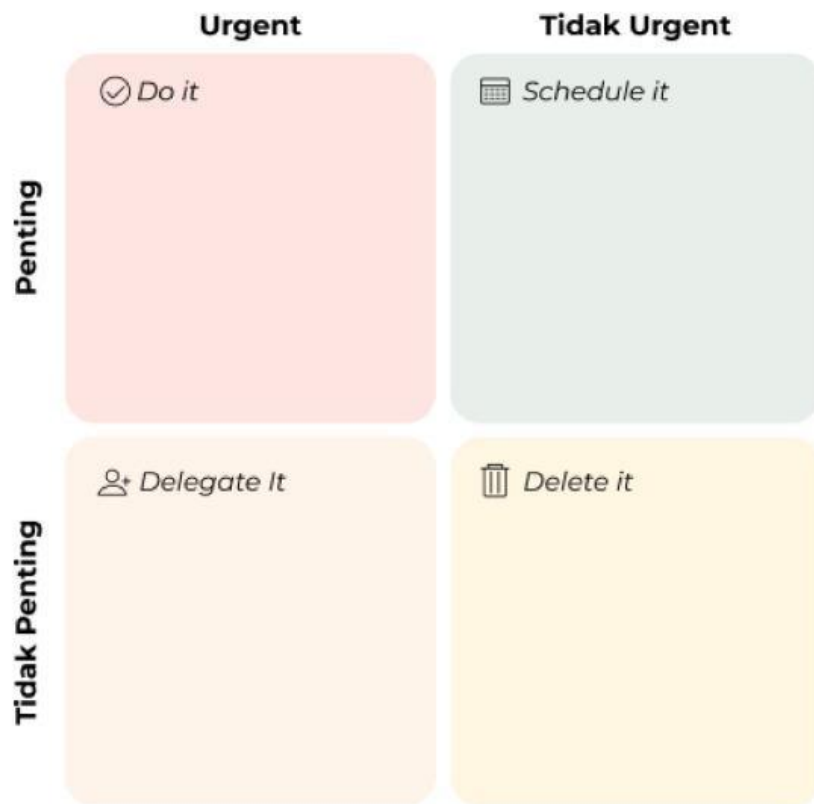 Urgent
Tidak Urgent
Penting
Do it
Schedule it
Tidak Penting
Delegate It
Delete it